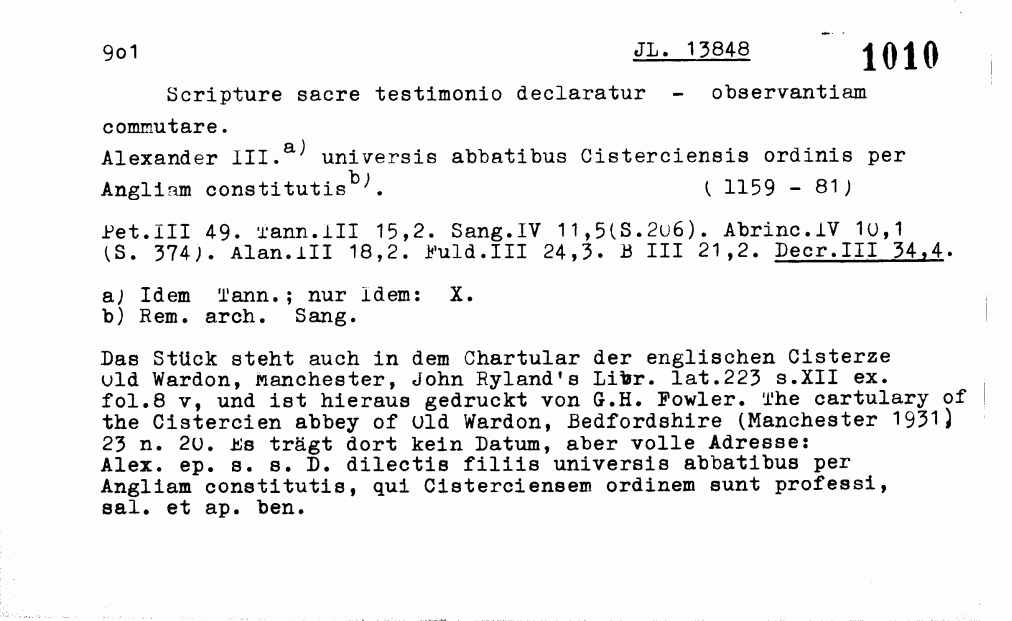 9o1 JL. 13848 1010
Scripture sacre testimonio declaratur - observantiam
commutare.
Alexander III.a) universis abbatibus Cisterciensis ordinis per
Angliam constitutisb). (1159 - 81)
Pet.III 49. Tann.III 15,2. Sang.IV 11,5(S.206). Abrinc.IV 10,1
(S. 374). Alan.III 18,2. Fuld.III 24,3. B III 21,2. Decr.III 34,4.
a) Idem Tann.; nur idem: X.
b) Rem. arch. Sang.
Das Stück steht auch in dem Chartular der englischen Cisterze
Old Wardon, Manchester, John Ryland's Libr. lat.223 s.XII ex.
fol.8 v, und ist hieraus gedruckt von G.H. Fowler. The cartulary of
the Cistercien abbey of Old Wardon, Bedfordshire (Manchester 1931)
23 n. 20. Es trägt dort kein Datum, aber volle Adresse:
Alex. ep. s. s. D. dilectis filiis universis abbatibus per
Angliam constitutis, qui Cisterciensem ordinem sunt professi,
sal. et ap. ben.